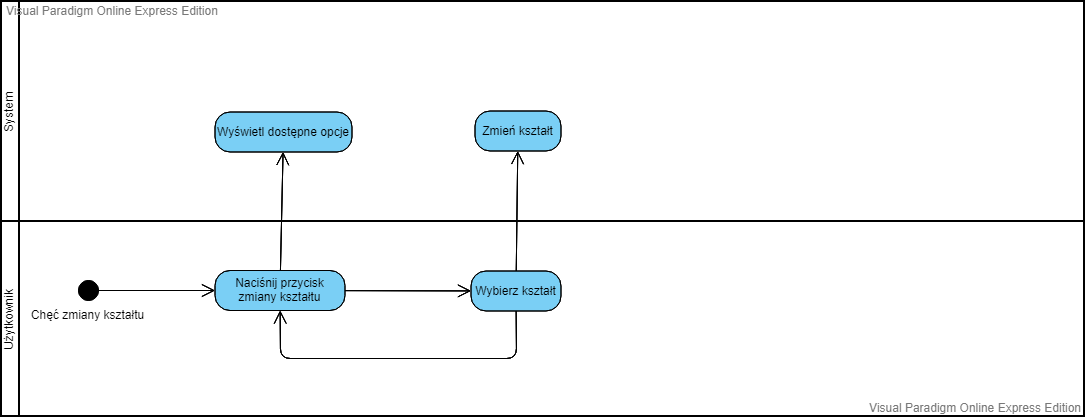 Visual Paradigm Online Express Edition
System
Wyświetl dostępne opcje
Zmień kształt
Użytkownik
Chęć zmiany kształtu
Naciśnij przycisk
zmiany kształtu
Wybierz kształt
Visual Paradigm Online Express Edition